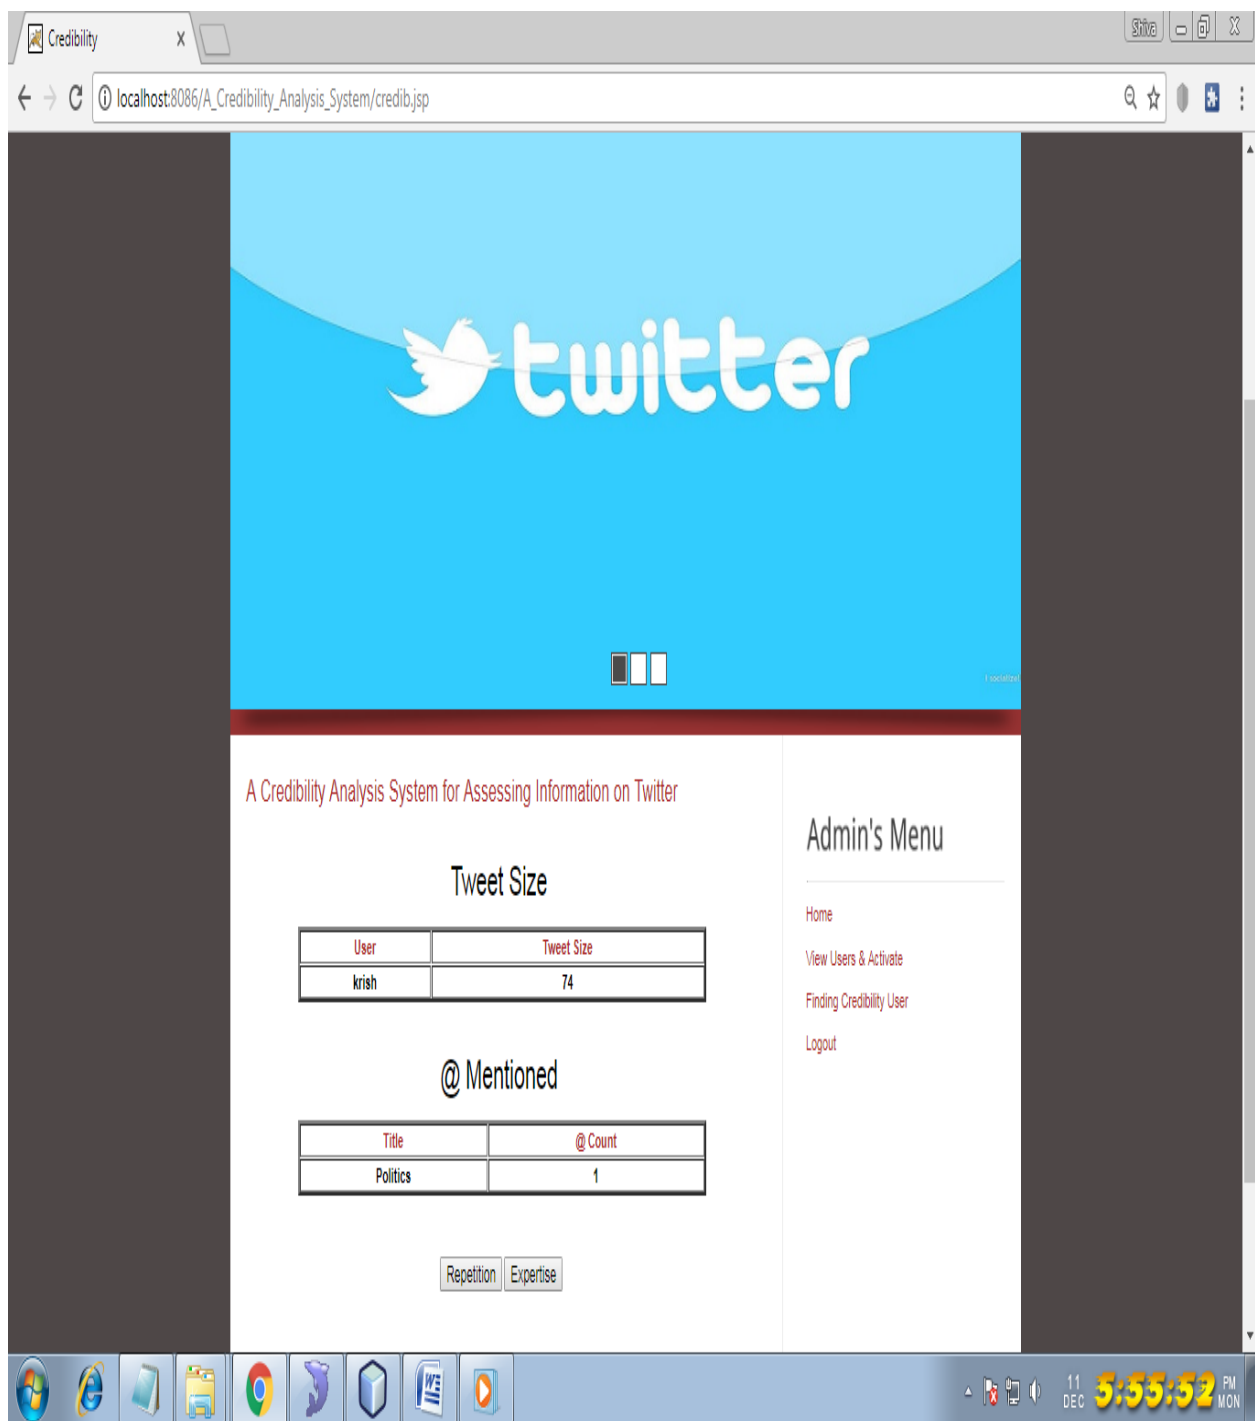 Credibility
Shiva
localhost:8086/A_Credibility_Analysis_System/credib.jsp
twitter
A Credibility Analysis System for Assessing Information on Twitter
Tweet Size
User Tweet Size
krish 74
@ Mentioned
Title @ Count
Politics 1
Repetition Expertise
Admin's Menu
Home
View Users & Activate
Finding Credibility User
Logout
11 DEC 5:55:52 PM MON